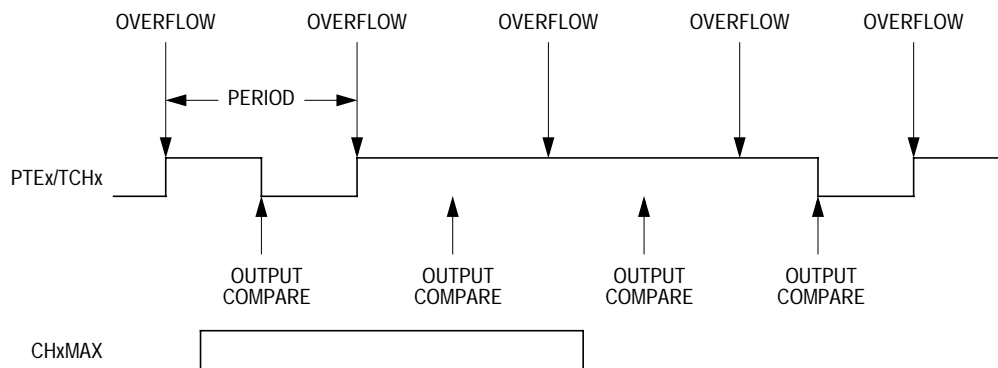 OVERFLOW OVERFLOW OVERFLOW OVERFLOW OVERFLOW
PERIOD
PTEx/TCHx
OUTPUT OUTPUT OUTPUT OUTPUT
COMPARE COMPARE COMPARE COMPARE
CHxMAX